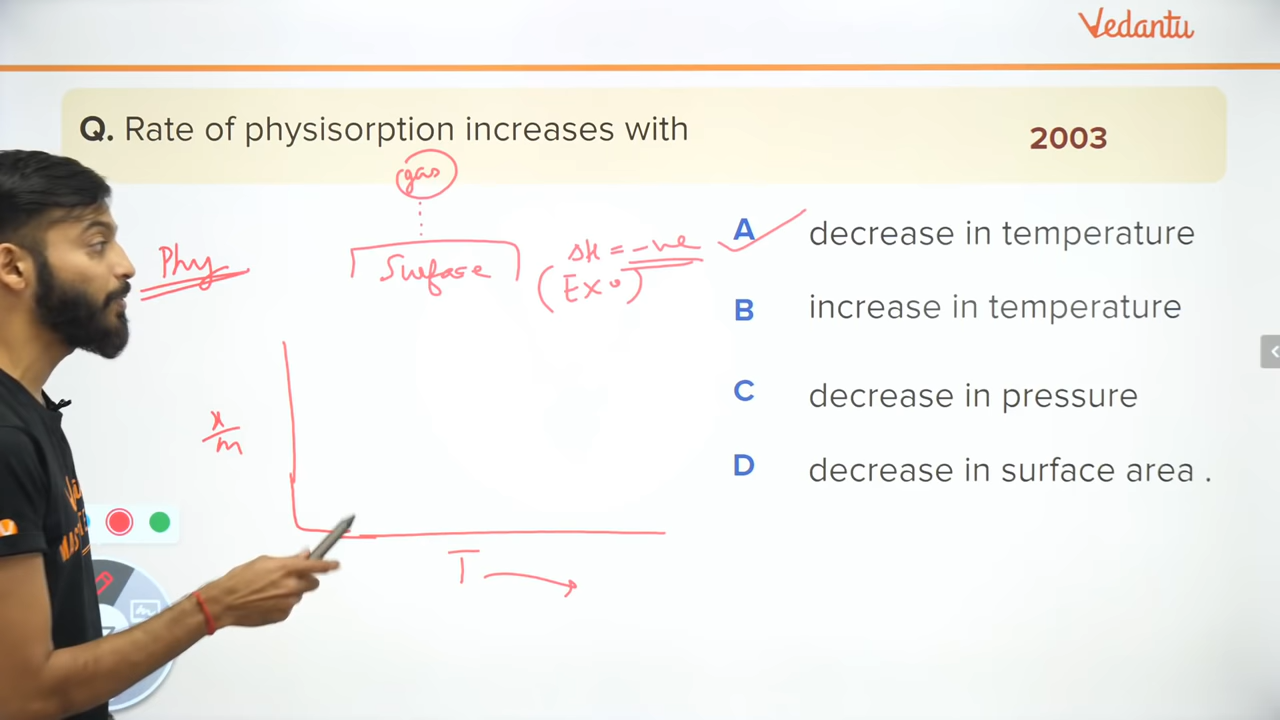 Vedantu
Q. Rate of physisorption increases with
2003
gas
Phy
Surfase
ΔH = -ve
(Exo)
A decrease in temperature
B increase in temperature
C decrease in pressure
D decrease in surface area .
x/m
T